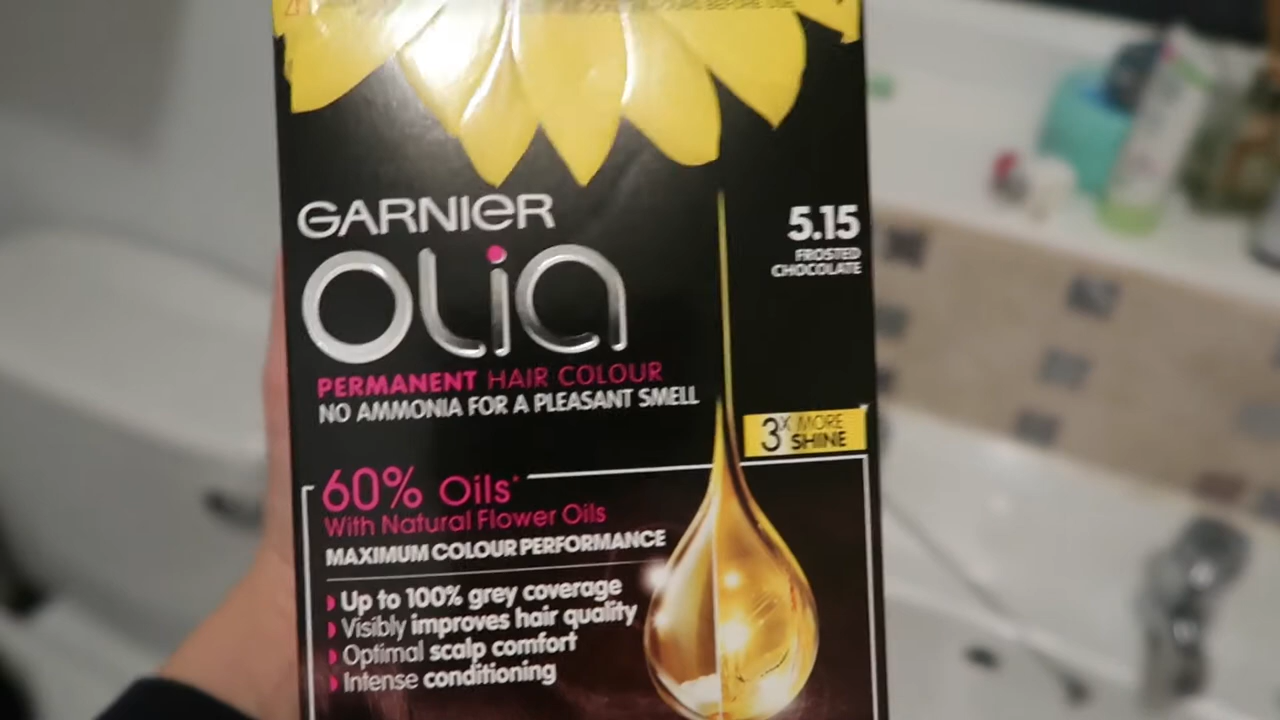 BEFORE USE
GARNIER
OLIA
5.15
FROSTED
CHOCOLATE
PERMANENT HAIR COLOUR
NO AMMONIA FOR A PLEASANT SMELL
3X MORE
SHINE
60% Oils*
With Natural Flower Oils
MAXIMUM COLOUR PERFORMANCE
Up to 100% grey coverage
Visibly improves hair quality
Optimal scalp comfort
Intense conditioning